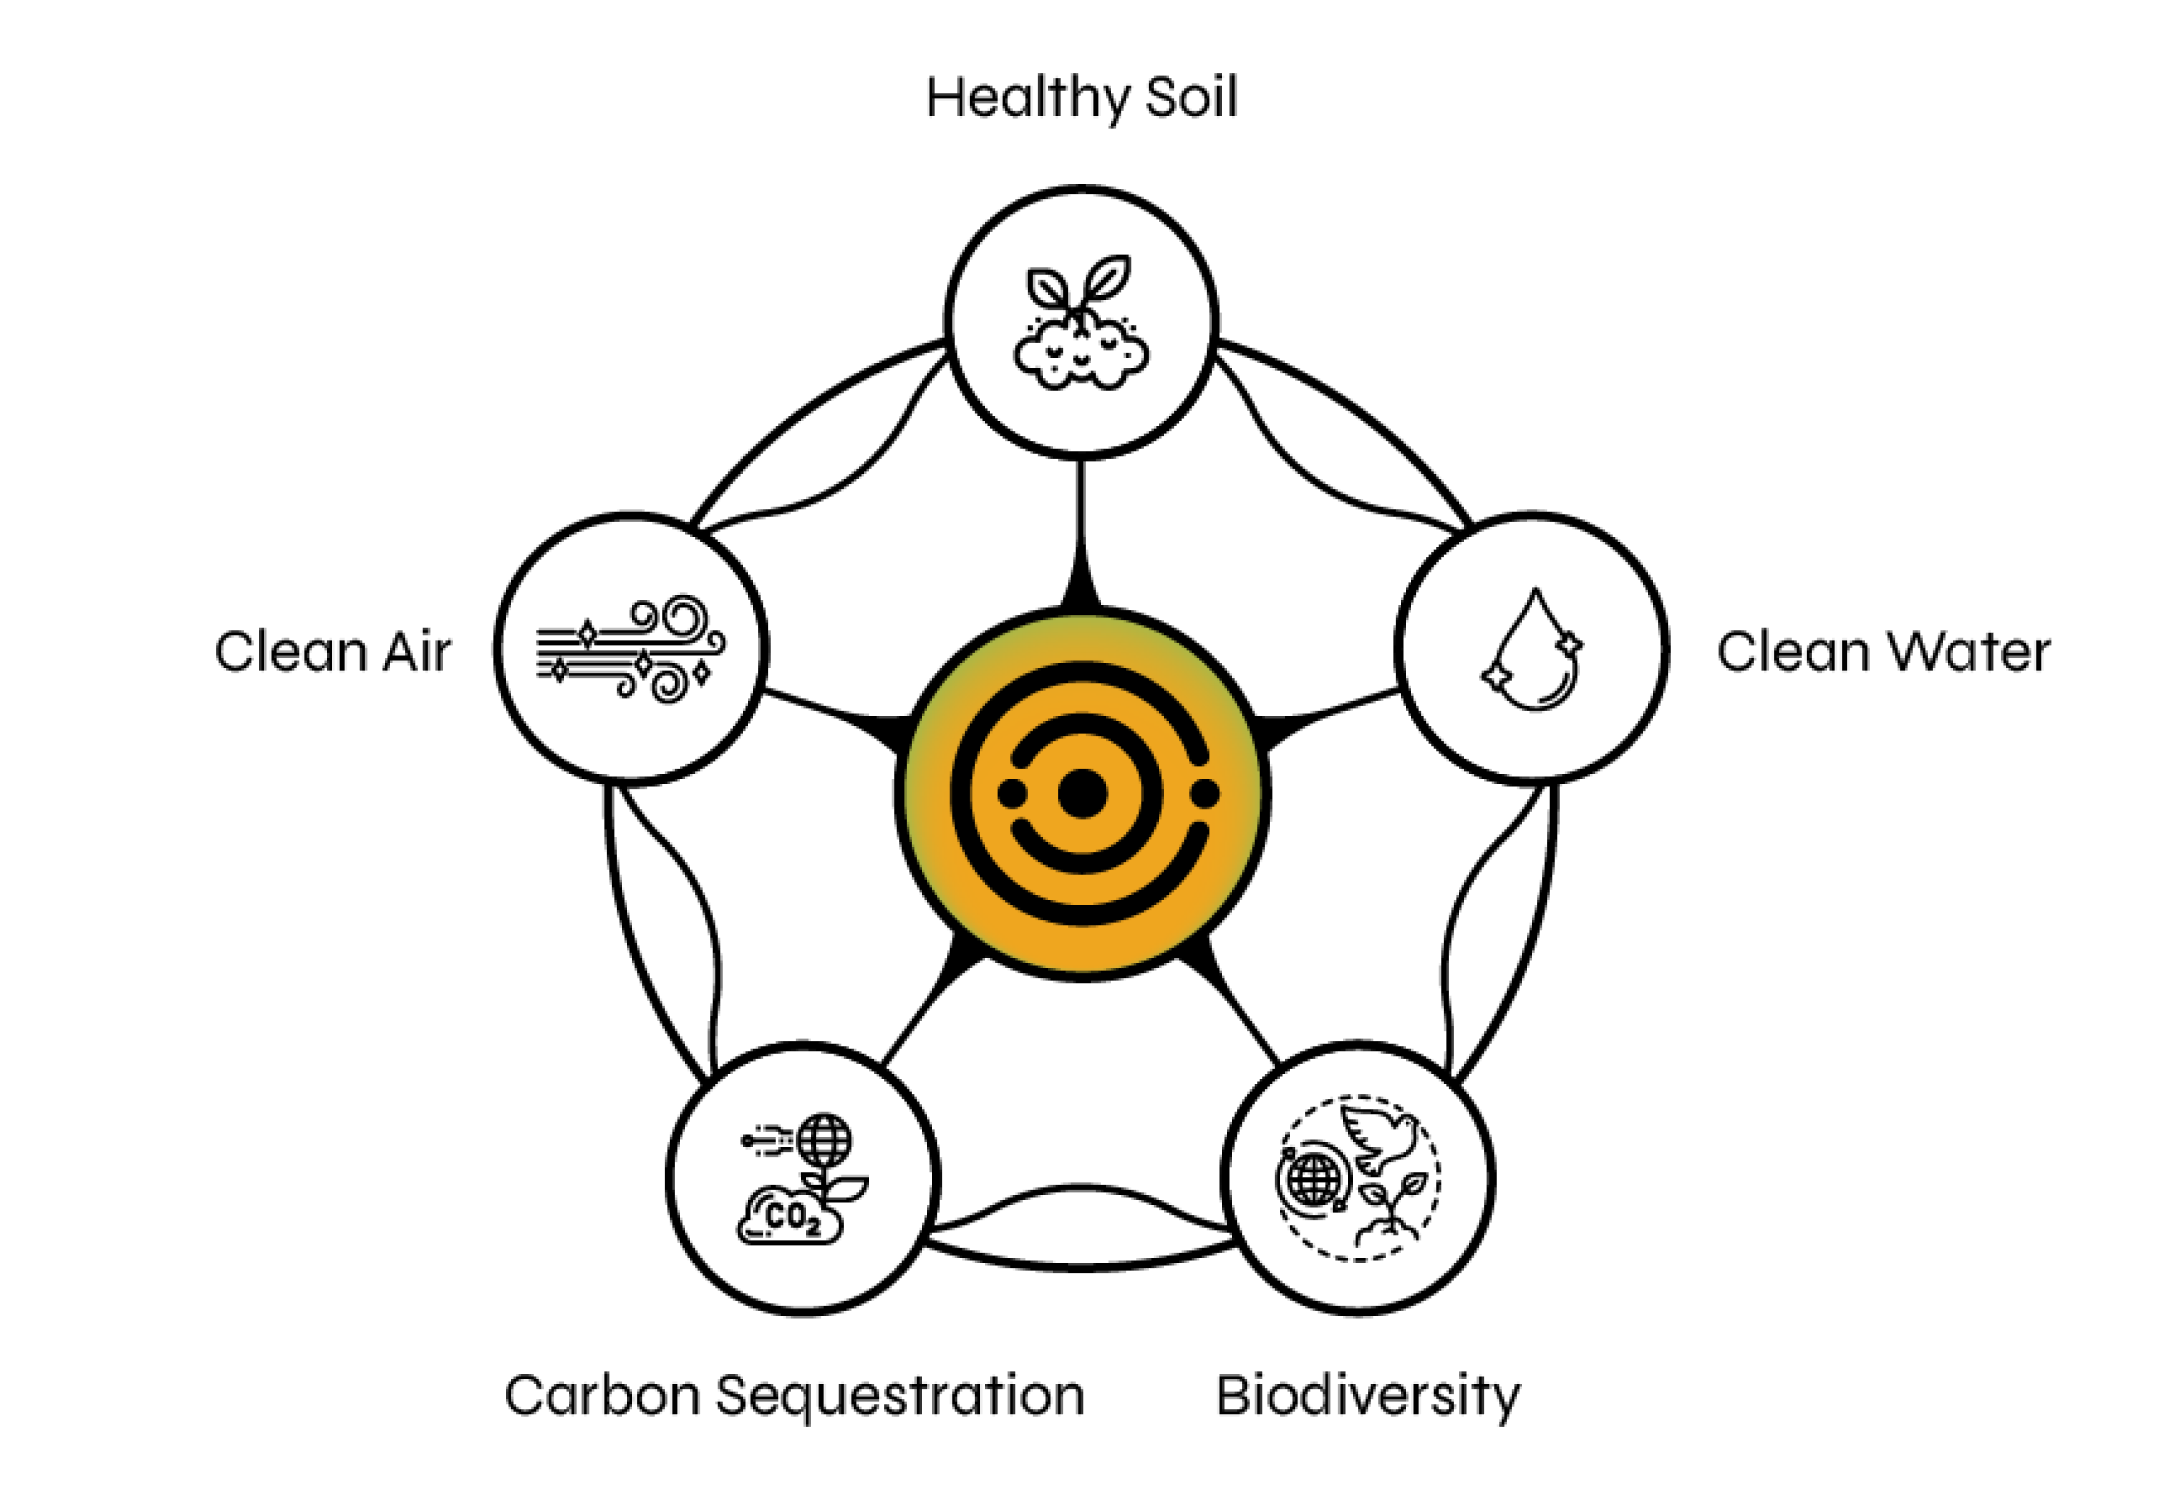 Healthy Soil
Clean Air
Clean Water
CO₂
Carbon Sequestration
Biodiversity